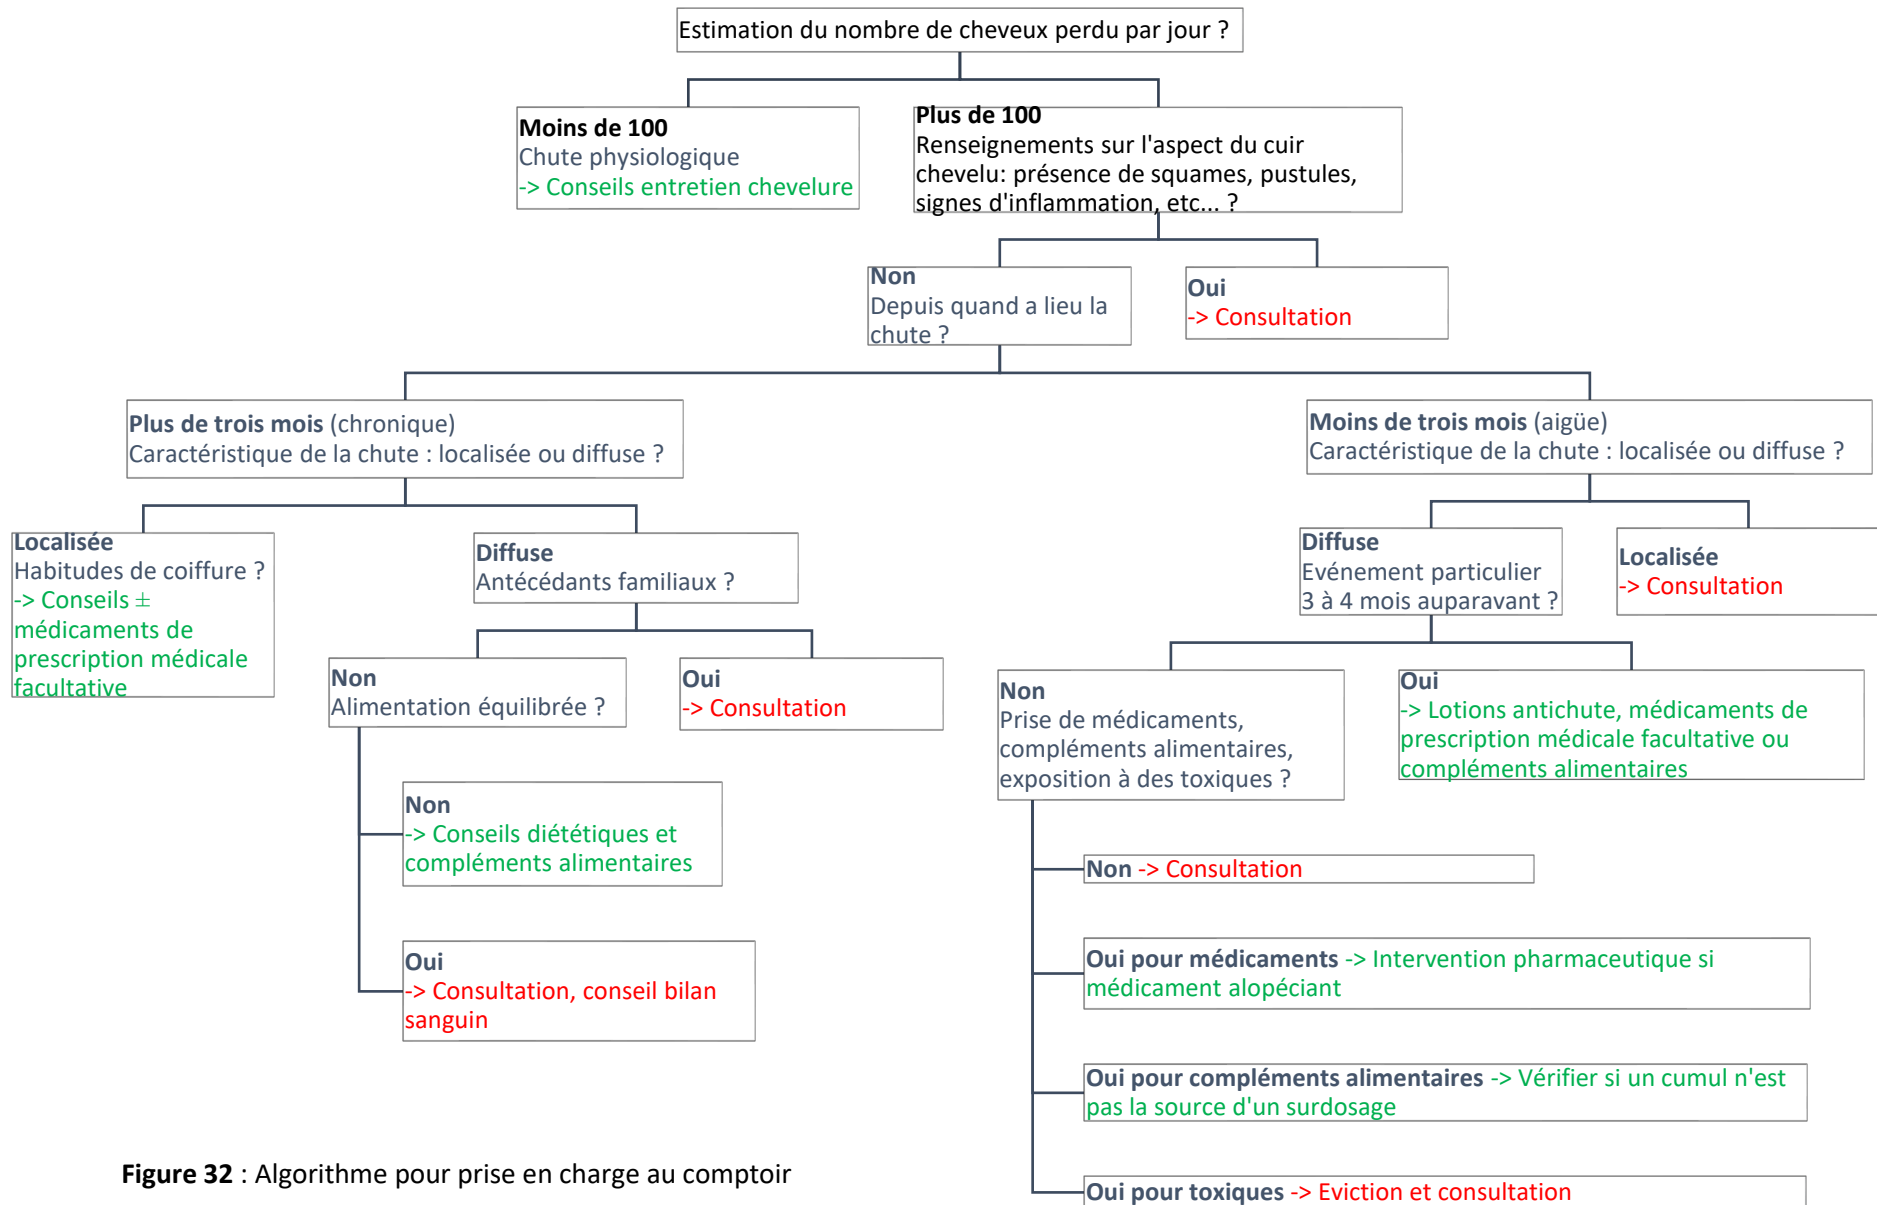 Estimation du nombre de cheveux perdu par jour ?
Moins de 100
Chute physiologique
-> Conseils entretien chevelure
Plus de 100
Renseignements sur l'aspect du cuir
chevelu: présence de squames, pustules,
signes d'inflammation, etc... ?
Non
Depuis quand a lieu la
chute ?
Oui
-> Consultation
Plus de trois mois (chronique)
Caractéristique de la chute : localisée ou diffuse ?
Moins de trois mois (aigüe)
Caractéristique de la chute : localisée ou diffuse ?
Localisée
Habitudes de coiffure ?
-> Conseils ±
médicaments de
prescription médicale
facultative
Diffuse
Antécédants familiaux ?
Diffuse
Evénement particulier
3 à 4 mois auparavant ?
Localisée
-> Consultation
Non
Alimentation équilibrée ?
Oui
-> Consultation
Non
Prise de médicaments,
compléments alimentaires,
exposition à des toxiques ?
Oui
-> Lotions antichute, médicaments de
prescription médicale facultative ou
compléments alimentaires
Non
-> Conseils diététiques et
compléments alimentaires
Oui
-> Consultation, conseil bilan
sanguin
Non -> Consultation
Oui pour médicaments -> Intervention pharmaceutique si
médicament alopéciant
Oui pour compléments alimentaires -> Vérifier si un cumul n'est
pas la source d'un surdosage
Oui pour toxiques -> Eviction et consultation
Figure 32 : Algorithme pour prise en charge au comptoir